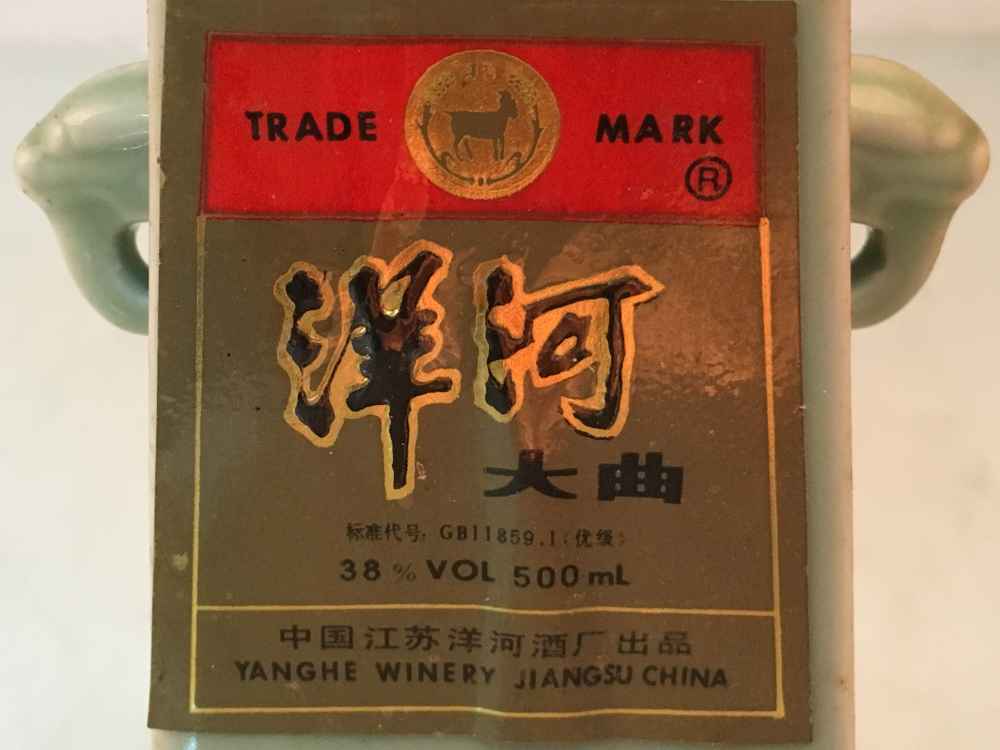 TRADE MARK
®
洋河
大曲
标准代号：GB11859.1（优级）
38% VOL 500mL
中国江苏洋河酒厂出品
YANGHE WINERY JIANGSU CHINA